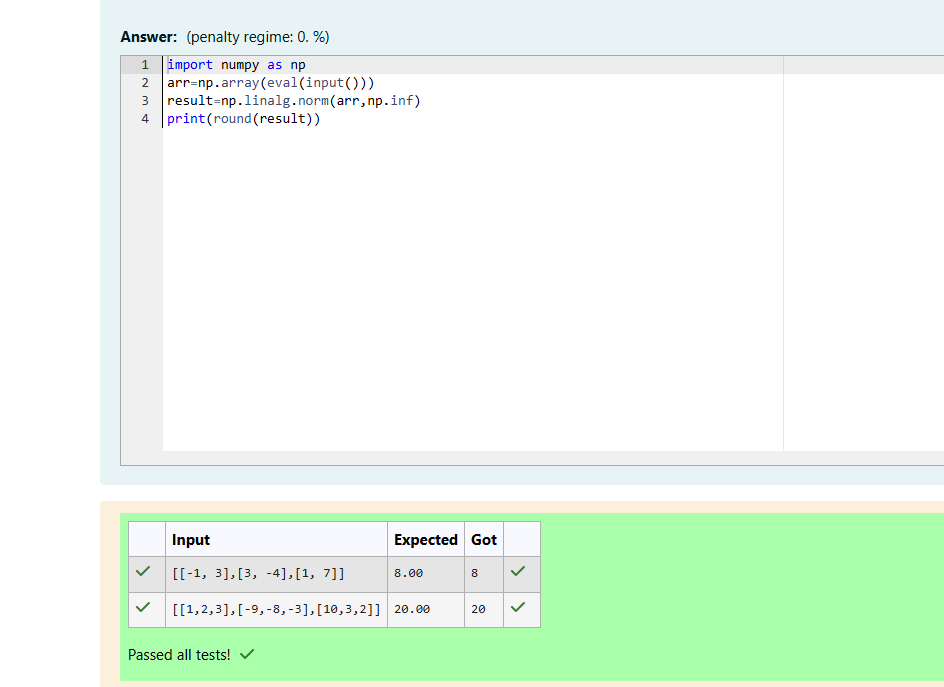 Answer: (penalty regime: 0. %)
1 import numpy as np
2 arr=np.array(eval(input()))
3 result=np.linalg.norm(arr,np.inf)
4 print(round(result))
Input Expected Got
[[-1, 3],[3, -4],[1, 7]] 8.00 8
[[1,2,3],[-9,-8,-3],[10,3,2]] 20.00 20
Passed all tests!